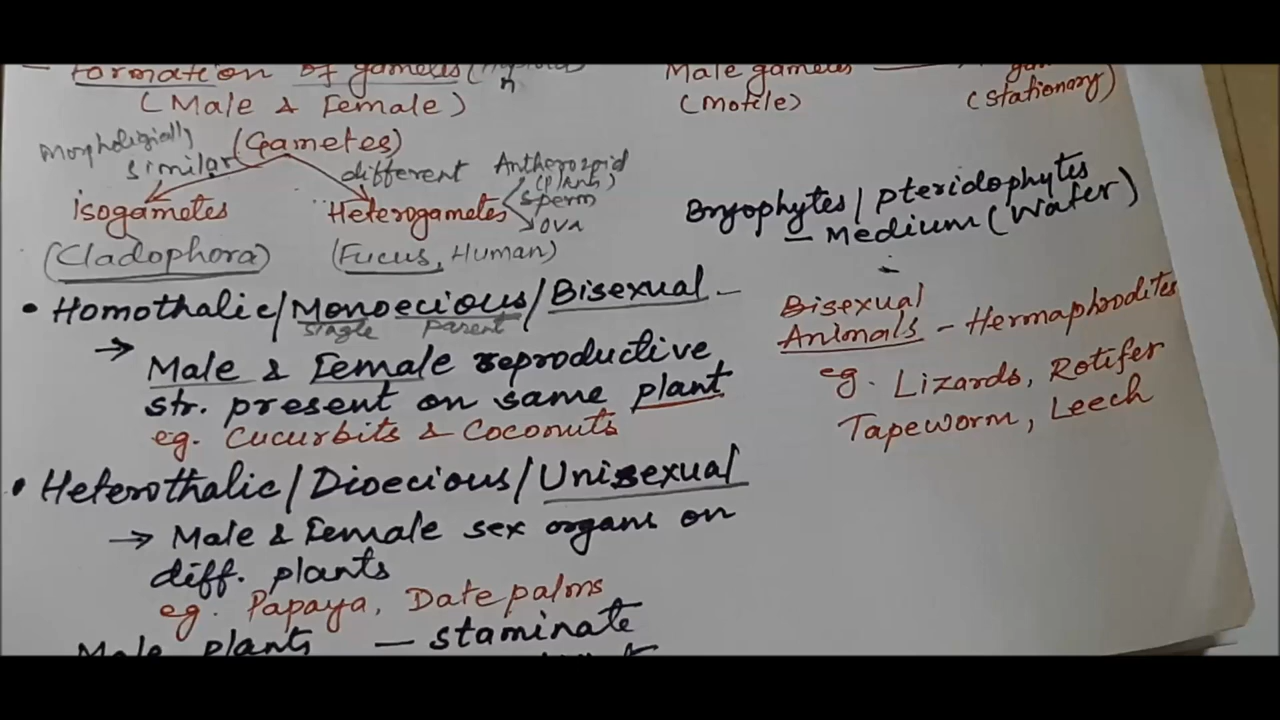 - Formation of gametes (
n
(Male & Female)
(Gametes)
Morphologially
similar
different
Isogametes
Heterogametes
Antherozoid
(plants)
sperm
ova
(Cladophora)
(Fucus, Human)
• Homothalic/Monoecious/Bisexual -
single parent
→ Male & Female reproductive
str. present on same plant
eg. Cucurbits & Coconuts
• Heterothalic/Dioecious/Unisexual
→ Male & Female sex organs on
diff. plants
eg. Papaya, Date palms
Male plants — staminate
Male gametes —
(Motile)
(stationary)
Bryophytes/pteridophytes
- Medium (Water)
Bisexual
Animals - Hermaphrodites
eg. Lizards, Rotifer
Tapeworm, Leech